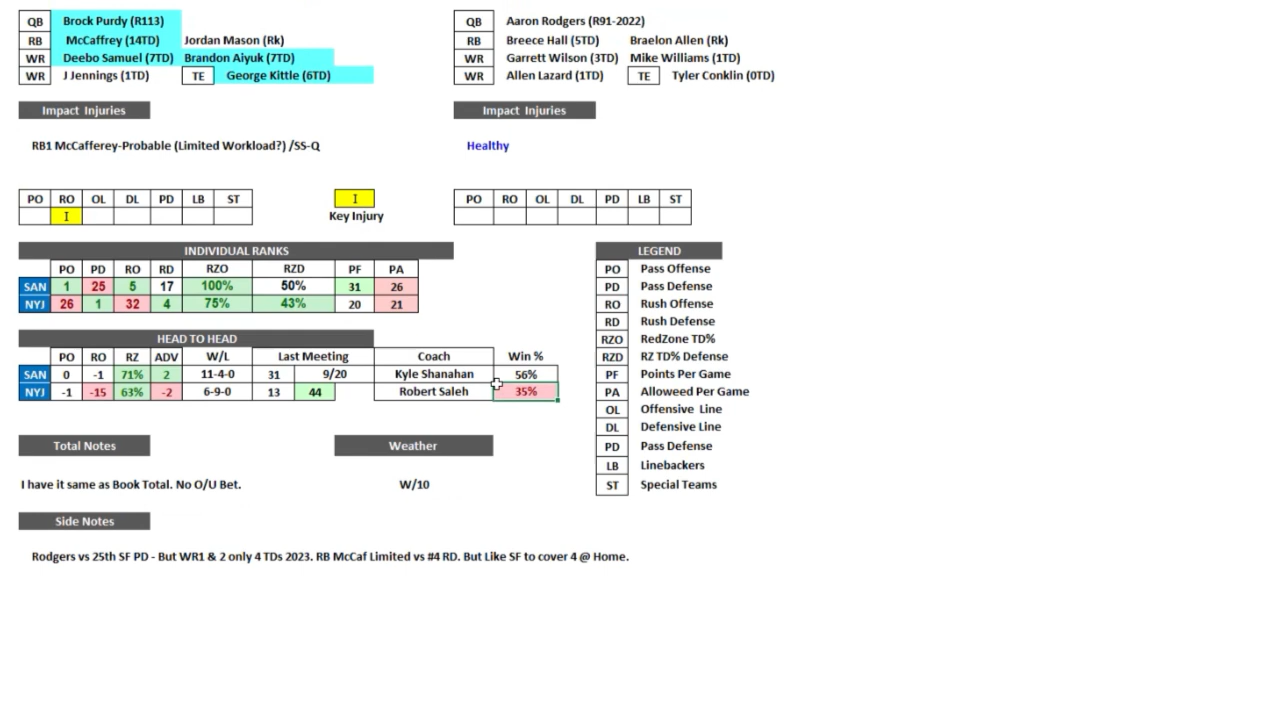 QB Brock Purdy (R113) QB Aaron Rodgers (R91-2022)
RB McCaffrey (14TD) Jordan Mason (Rk) RB Breece Hall (5TD) Braelon Allen (Rk)
WR Deebo Samuel (7TD) Brandon Aiyuk (7TD) WR Garrett Wilson (3TD) Mike Williams (1TD)
WR J Jennings (1TD) TE George Kittle (6TD) WR Allen Lazard (1TD) TE Tyler Conklin (0TD)
Impact Injuries Impact Injuries
RB1 McCafferey-Probable (Limited Workload?) /SS-Q Healthy
PO RO OL DL PD LB ST I PO RO OL DL PD LB ST
I Key Injury
INDIVIDUAL RANKS LEGEND
PO PD RO RD RZO RZD PF PA PO Pass Offense
SAN 1 25 5 17 100% 50% 31 26 PD Pass Defense
NYJ 26 1 32 4 75% 43% 20 21 RO Rush Offense
RD Rush Defense
HEAD TO HEAD RZO RedZone TD%
PO RO RZ ADV W/L Last Meeting Coach Win % RZD RZ TD% Defense
SAN 0 -1 71% 2 11-4-0 31 9/20 Kyle Shanahan 56% PF Points Per Game
NYJ -1 -15 63% -2 6-9-0 13 44 Robert Saleh 35% PA Alloweed Per Game
OL Offensive Line
DL Defensive Line
Total Notes Weather PD Pass Defense
LB Linebackers
I have it same as Book Total. No O/U Bet. W/10 ST Special Teams
Side Notes
Rodgers vs 25th SF PD - But WR1 & 2 only 4 TDs 2023. RB McCaf Limited vs #4 RD. But Like SF to cover 4 @ Home.